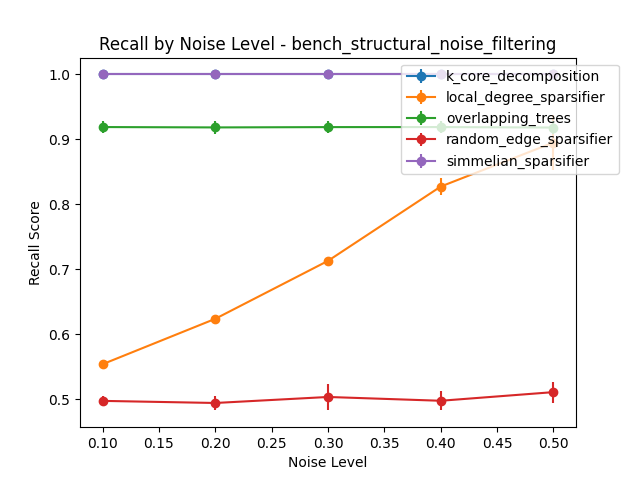 Recall by Noise Level - bench_structural_noise_filtering
1.0
0.9
0.8
0.7
0.6
0.5
Recall Score
k_core_decomposition
local_degree_sparsifier
overlapping_trees
random_edge_sparsifier
simmelian_sparsifier
0.10 0.15 0.20 0.25 0.30 0.35 0.40 0.45 0.50
Noise Level